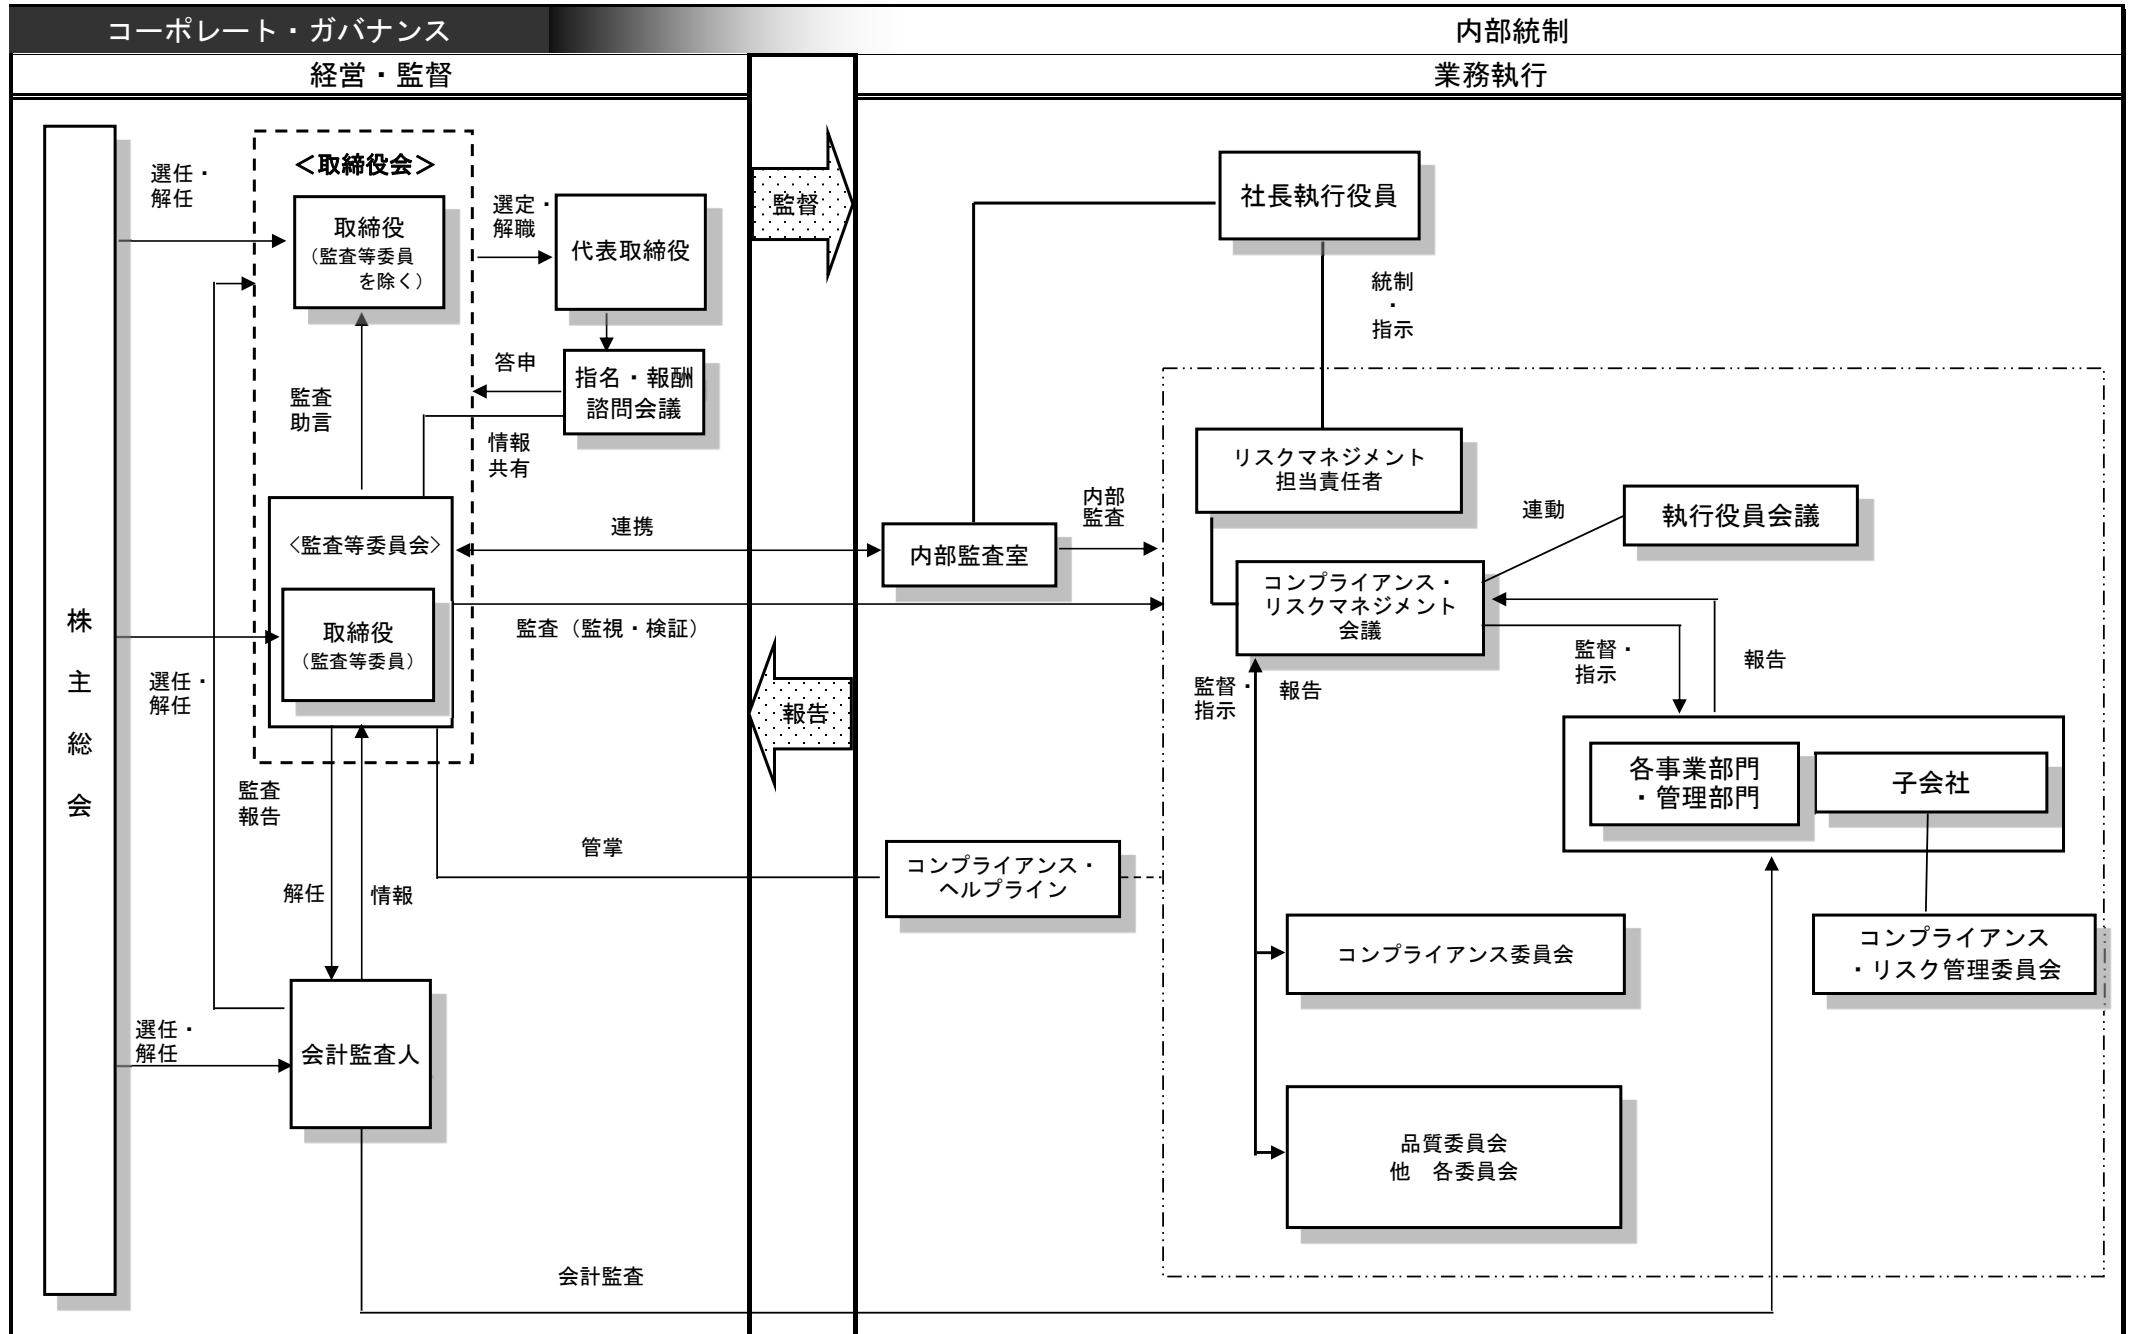 コーポレート・ガバナンス
内部統制
経営・監督
業務執行
株主総会
選任・
解任
＜取締役会＞
取締役
（監査等委員
を除く）
選定・
解職
代表取締役
監督
社長執行役員
統制
・
指示
答申
指名・報酬
諮問会議
監査
助言
情報
共有
リスクマネジメント
担当責任者
内部
監査
連動
執行役員会議
〈監査等委員会〉
連携
内部監査室
コンプライアンス・
リスクマネジメント
会議
取締役
（監査等委員）
監査（監視・検証）
選任・
解任
報告
監督・
指示
報告
監督・
指示
報告
各事業部門
・管理部門
子会社
監査
報告
管掌
コンプライアンス・
ヘルプライン
解任
情報
コンプライアンス委員会
コンプライアンス
・リスク管理委員会
選任・
解任
会計監査人
品質委員会
他　各委員会
会計監査